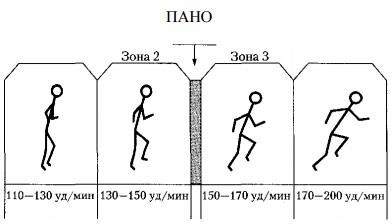 ПАНО
Зона 2 Зона 3
110–130 уд/мин 130–150 уд/мин 150–170 уд/мин 170–200 уд/мин